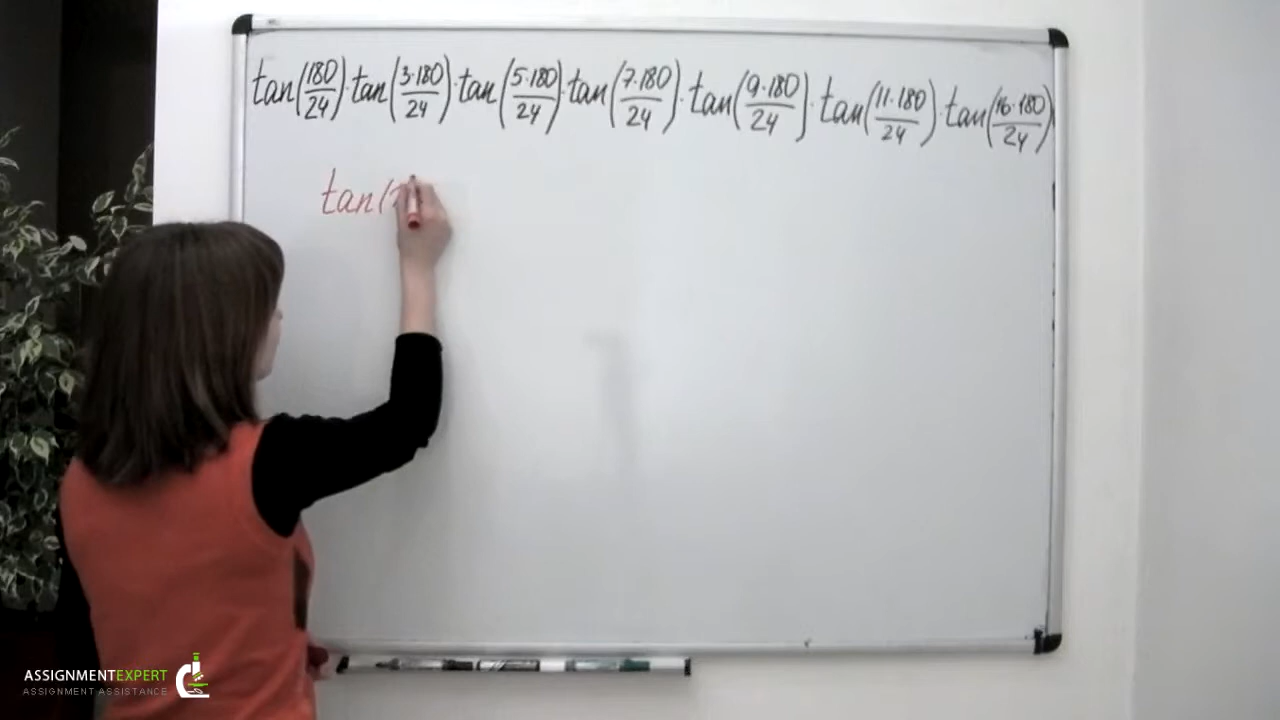 tan(180/24)·tan(3·180/24)·tan(5·180/24)·tan(7·180/24)·tan(9·180/24)·tan(11·180/24)·tan(16·180/24)
tan(
ASSIGNMENTEXPERT
ASSIGNMENT ASSISTANCE